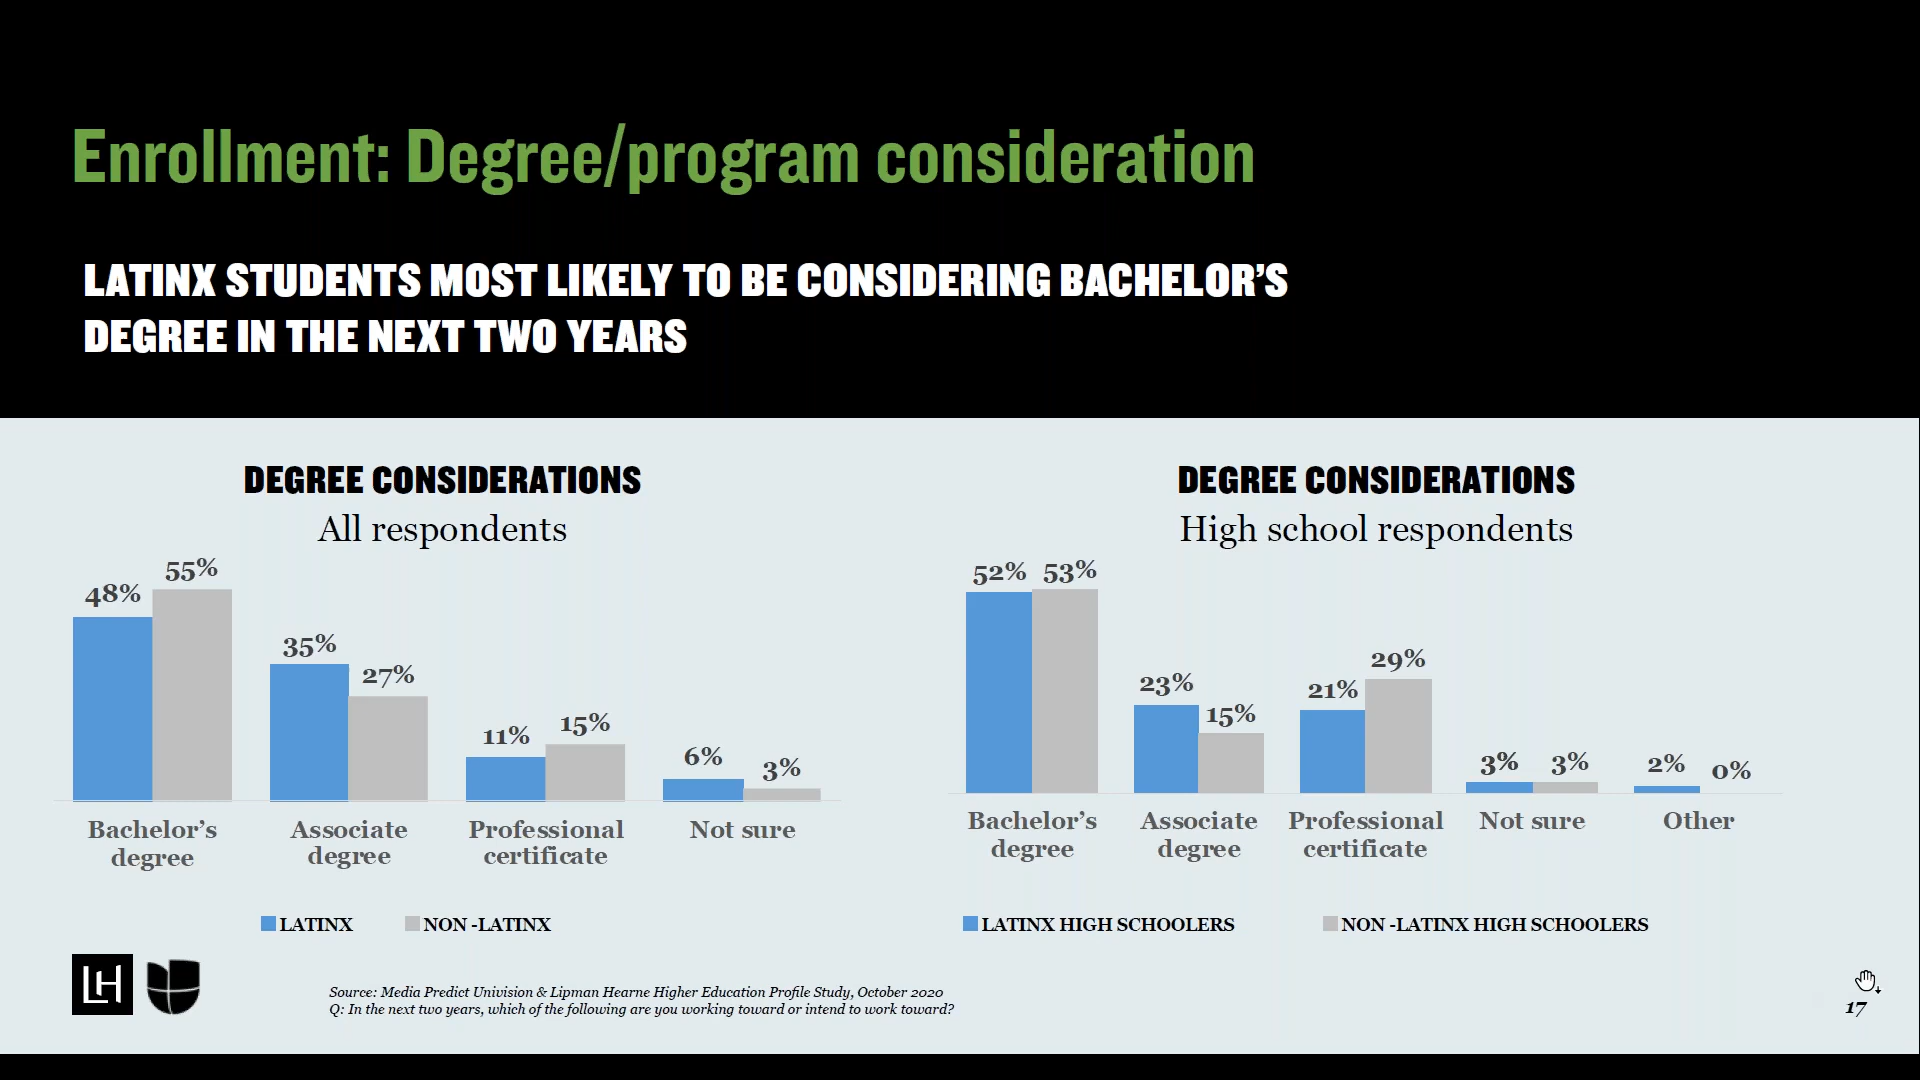 Enrollment: Degree/program consideration
LATINX STUDENTS MOST LIKELY TO BE CONSIDERING BACHELOR’S
DEGREE IN THE NEXT TWO YEARS
DEGREE CONSIDERATIONS
All respondents
48% 55%
35% 27%
11% 15%
6% 3%
Bachelor’s
degree
Associate
degree
Professional
certificate
Not sure
LATINX NON -LATINX
DEGREE CONSIDERATIONS
High school respondents
52% 53%
23% 15%
21% 29%
3% 3%
2% 0%
Bachelor’s
degree
Associate
degree
Professional
certificate
Not sure
Other
LATINX HIGH SCHOOLERS NON -LATINX HIGH SCHOOLERS
LH
Source: Media Predict Univision & Lipman Hearne Higher Education Profile Study, October 2020
Q: In the next two years, which of the following are you working toward or intend to work toward?
17